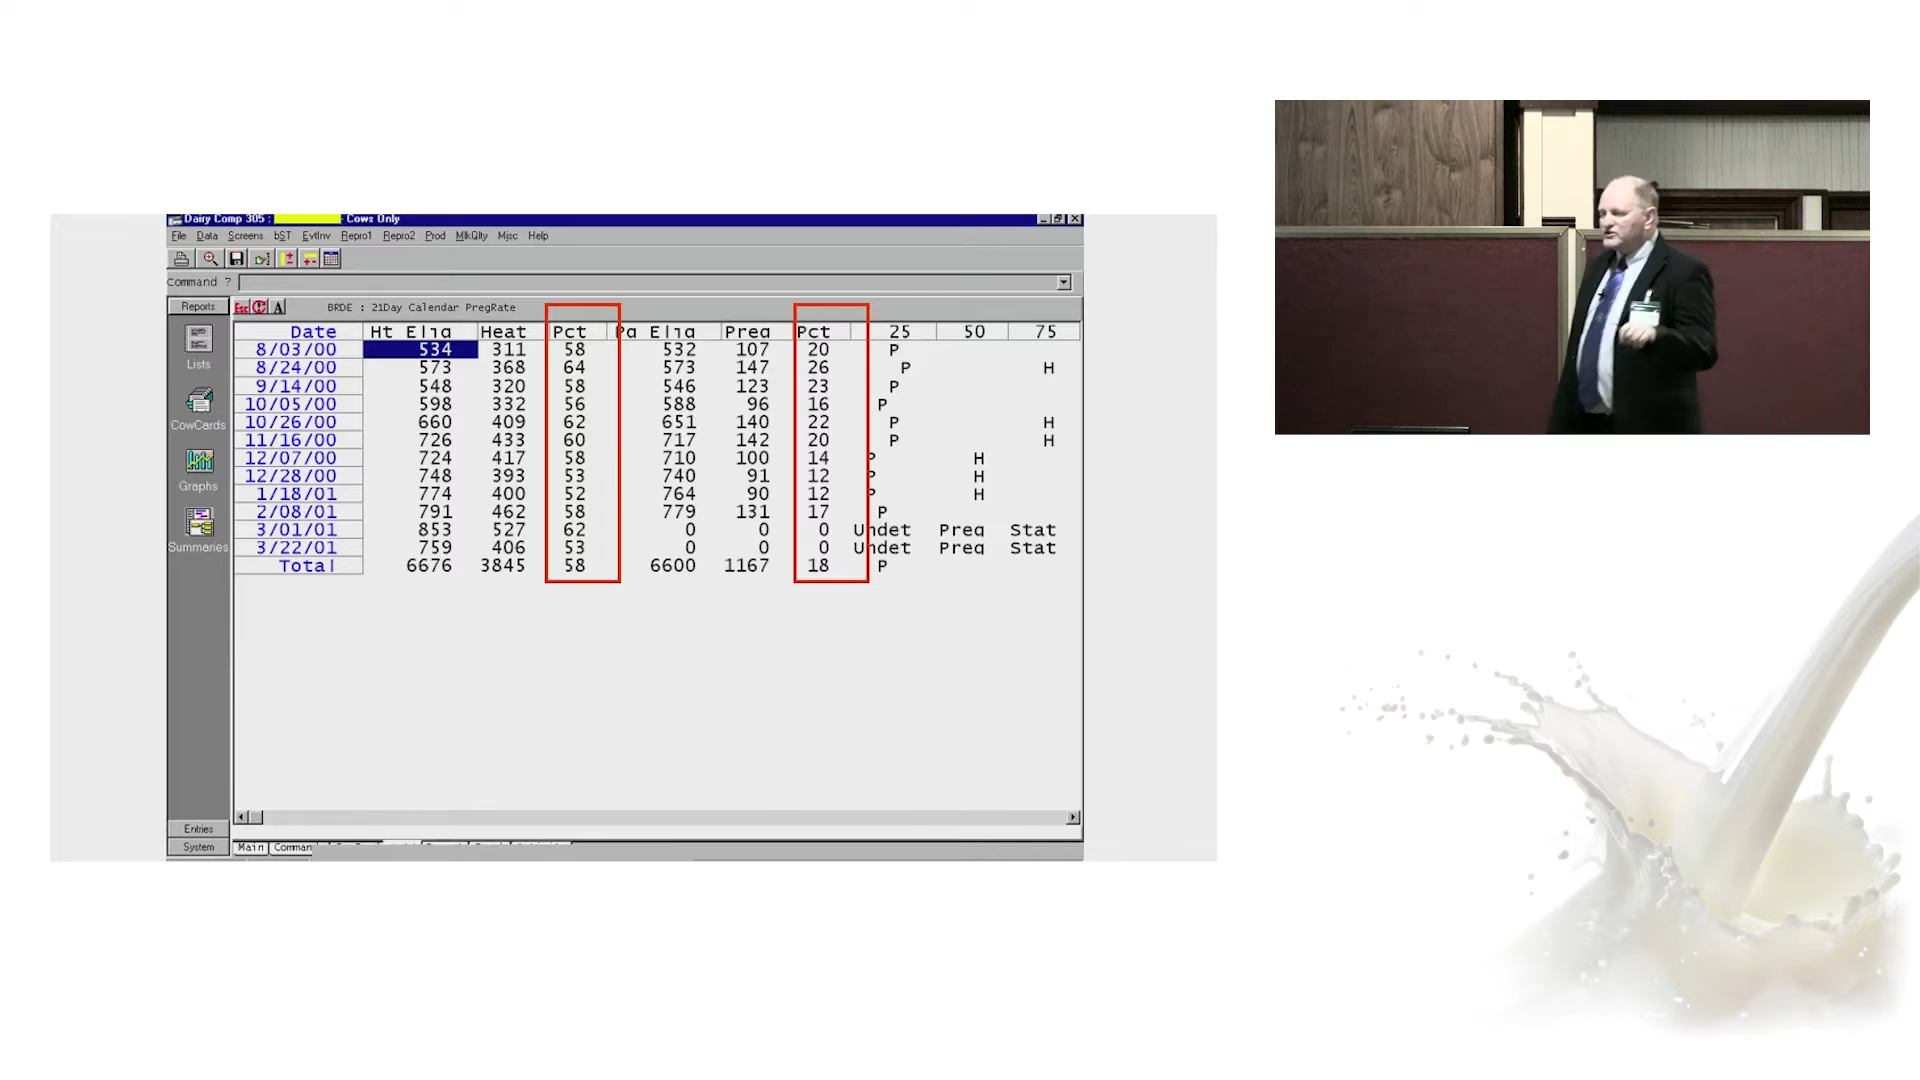 Dairy Comp 305 : : Cows Only
File Data Screens bST EvtInv Repro1 Repro2 Prod MlkQlty Misc Help
Command ?
Reports Esc A BRDE : 21Day Calendar PregRate
Date Ht Elig Heat Pct Pg Elig Preg Pct 25 50 75
8/03/00 534 311 58 532 107 20 P
8/24/00 573 368 64 573 147 26 P H
9/14/00 548 320 58 546 123 23 P
10/05/00 598 332 56 588 96 16 P
10/26/00 660 409 62 651 140 22 P H
11/16/00 726 433 60 717 142 20 P H
12/07/00 724 417 58 710 100 14 P H
12/28/00 748 393 53 740 91 12 P H
1/18/01 774 400 52 764 90 12 P H
2/08/01 791 462 58 779 131 17 P
3/01/01 853 527 62 0 0 0 Undet Preg Stat
3/22/01 759 406 53 0 0 0 Undet Preg Stat
Total 6676 3845 58 6600 1167 18 P
Lists
CowCards
Graphs
Summaries
Entries
System
Main Comman